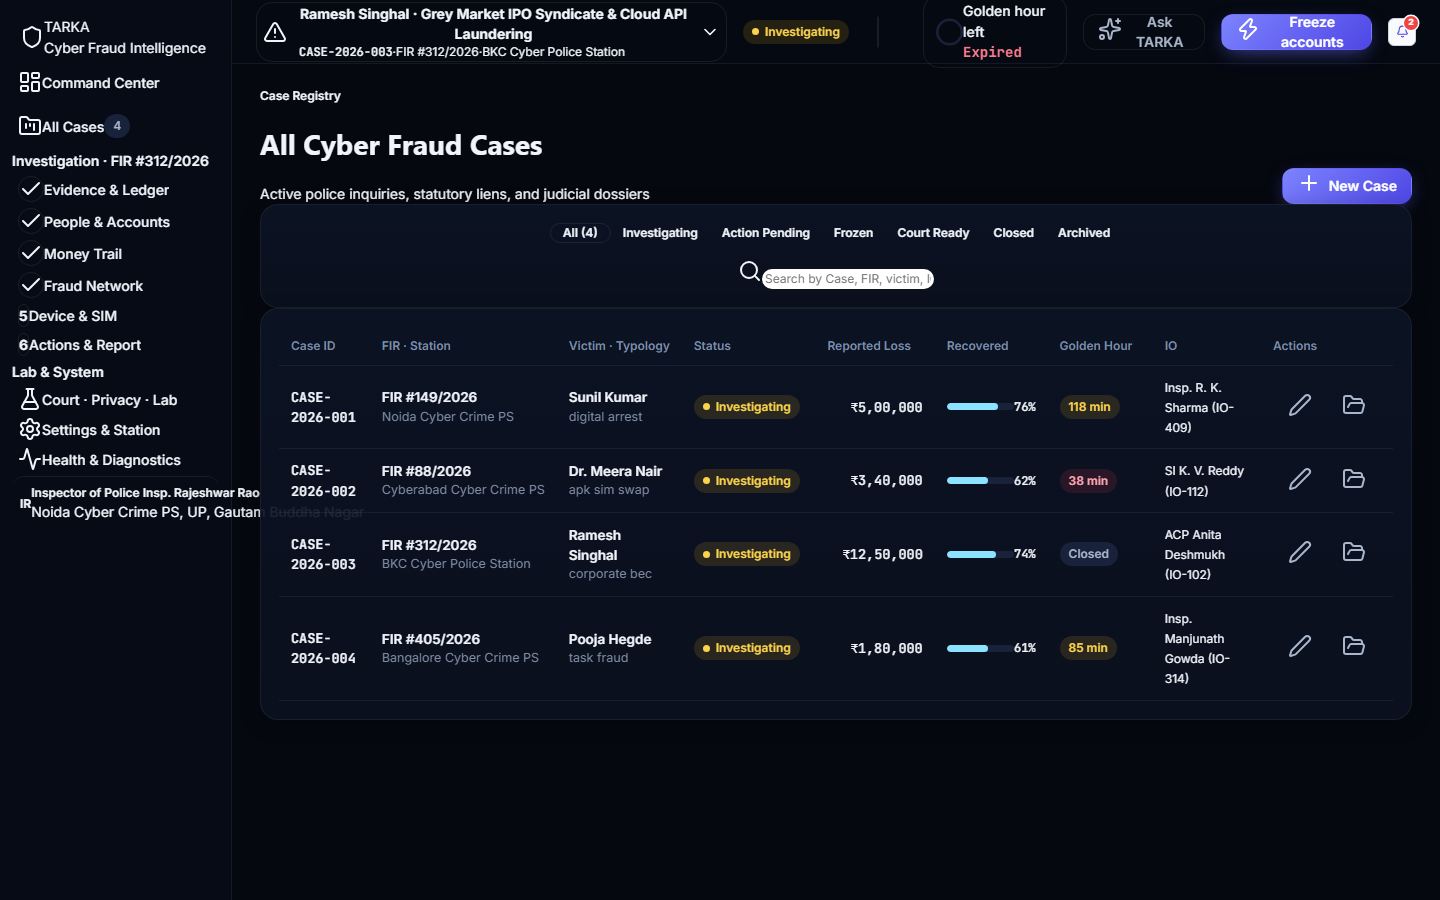 TARKA
Cyber Fraud Intelligence
Command Center
All Cases 4
Investigation · FIR #312/2026
Evidence & Ledger
People & Accounts
Money Trail
Fraud Network
5 Device & SIM
6 Actions & Report
Lab & System
Court · Privacy · Lab
Settings & Station
Health & Diagnostics
IR
Inspector of Police Insp. Rajeshwar Rao
Noida Cyber Crime PS, UP, Gautam Buddha Nagar
Ramesh Singhal · Grey Market IPO Syndicate & Cloud API
Laundering
CASE-2026-003·FIR #312/2026·BKC Cyber Police Station
Investigating
Golden hour
left
Expired
Ask
TARKA
Freeze
accounts
2
Case Registry
All Cyber Fraud Cases
Active police inquiries, statutory liens, and judicial dossiers
New Case
All (4) Investigating Action Pending Frozen Court Ready Closed Archived
Search by Case, FIR, victim,
Case ID FIR · Station Victim · Typology Status Reported Loss Recovered Golden Hour IO Actions
CASE-
2026-001
FIR #149/2026
Noida Cyber Crime PS
Sunil Kumar
digital arrest
Investigating
₹5,00,000
76%
118 min
Insp. R. K.
Sharma (IO-
409)
CASE-
2026-002
FIR #88/2026
Cyberabad Cyber Crime PS
Dr. Meera Nair
apk sim swap
Investigating
₹3,40,000
62%
38 min
SI K. V. Reddy
(IO-112)
CASE-
2026-003
FIR #312/2026
BKC Cyber Police Station
Ramesh
Singhal
corporate bec
Investigating
₹12,50,000
74%
Closed
ACP Anita
Deshmukh
(IO-102)
CASE-
2026-004
FIR #405/2026
Bangalore Cyber Crime PS
Pooja Hegde
task fraud
Investigating
₹1,80,000
61%
85 min
Insp.
Manjunath
Gowda (IO-
314)